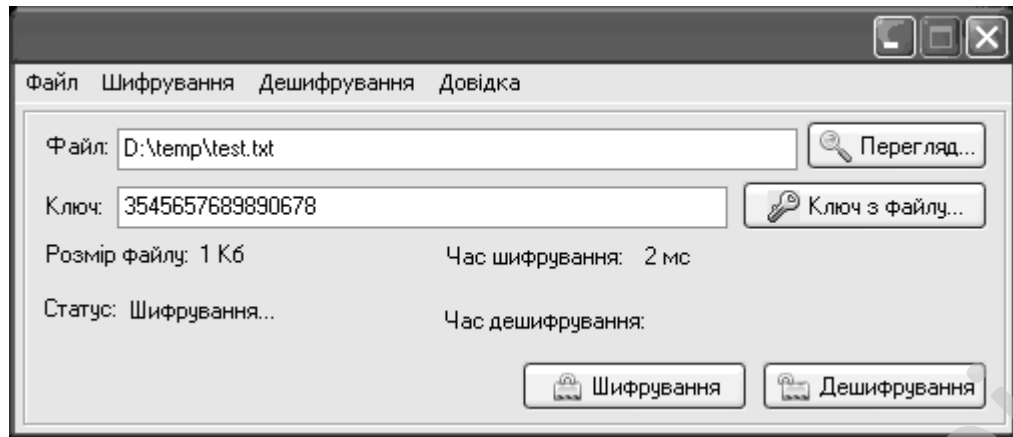 Файл Шифрування Дешифрування Довідка
Файл: D:\temp\test.txt Перегляд...
Ключ: 3545657689890678 Ключ з файлу...
Розмір файлу: 1 Кб Час шифрування: 2 мс
Статус: Шифрування... Час дешифрування:
Шифрування Дешифрування